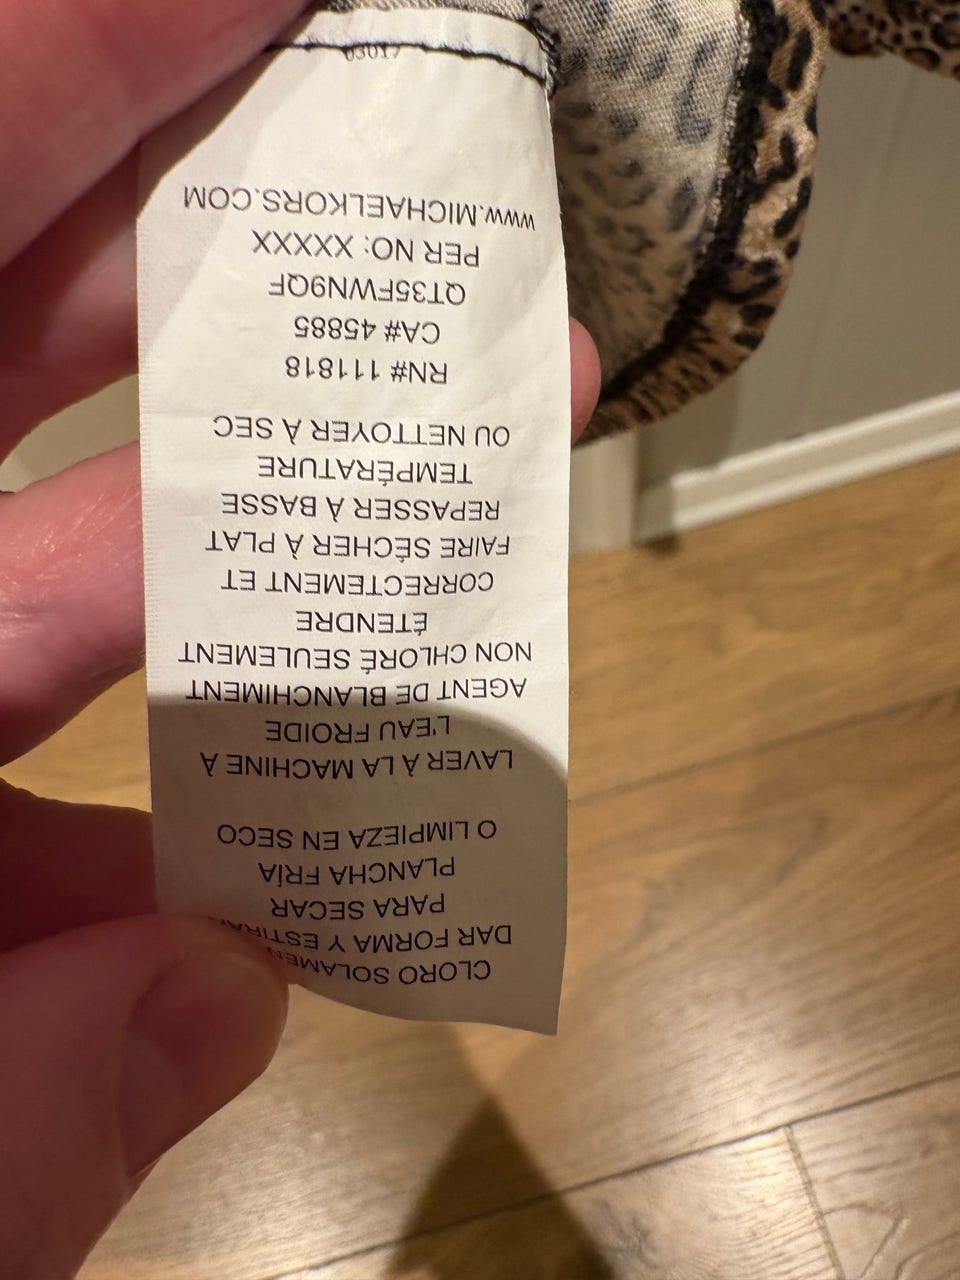 CLORO
DAR FORMA Y ESTIRAR
PARA SECAR
PLANCHA FRÍA
O LIMPIEZA EN SECO
LAVER À LA MACHINE À
L'EAU FROIDE
AGENT DE BLANCHIMENT
NON CHLORÉ SEULEMENT
ÉTENDRE
CORRECTEMENT ET
FAIRE SÉCHER À PLAT
REPASSER À BASSE
TEMPÉRATURE
OU NETTOYER À SEC
RN# 111818
CA# 45885
QT35FWN9QF
PER NO: XXXXX
www.MICHAELKORS.COM